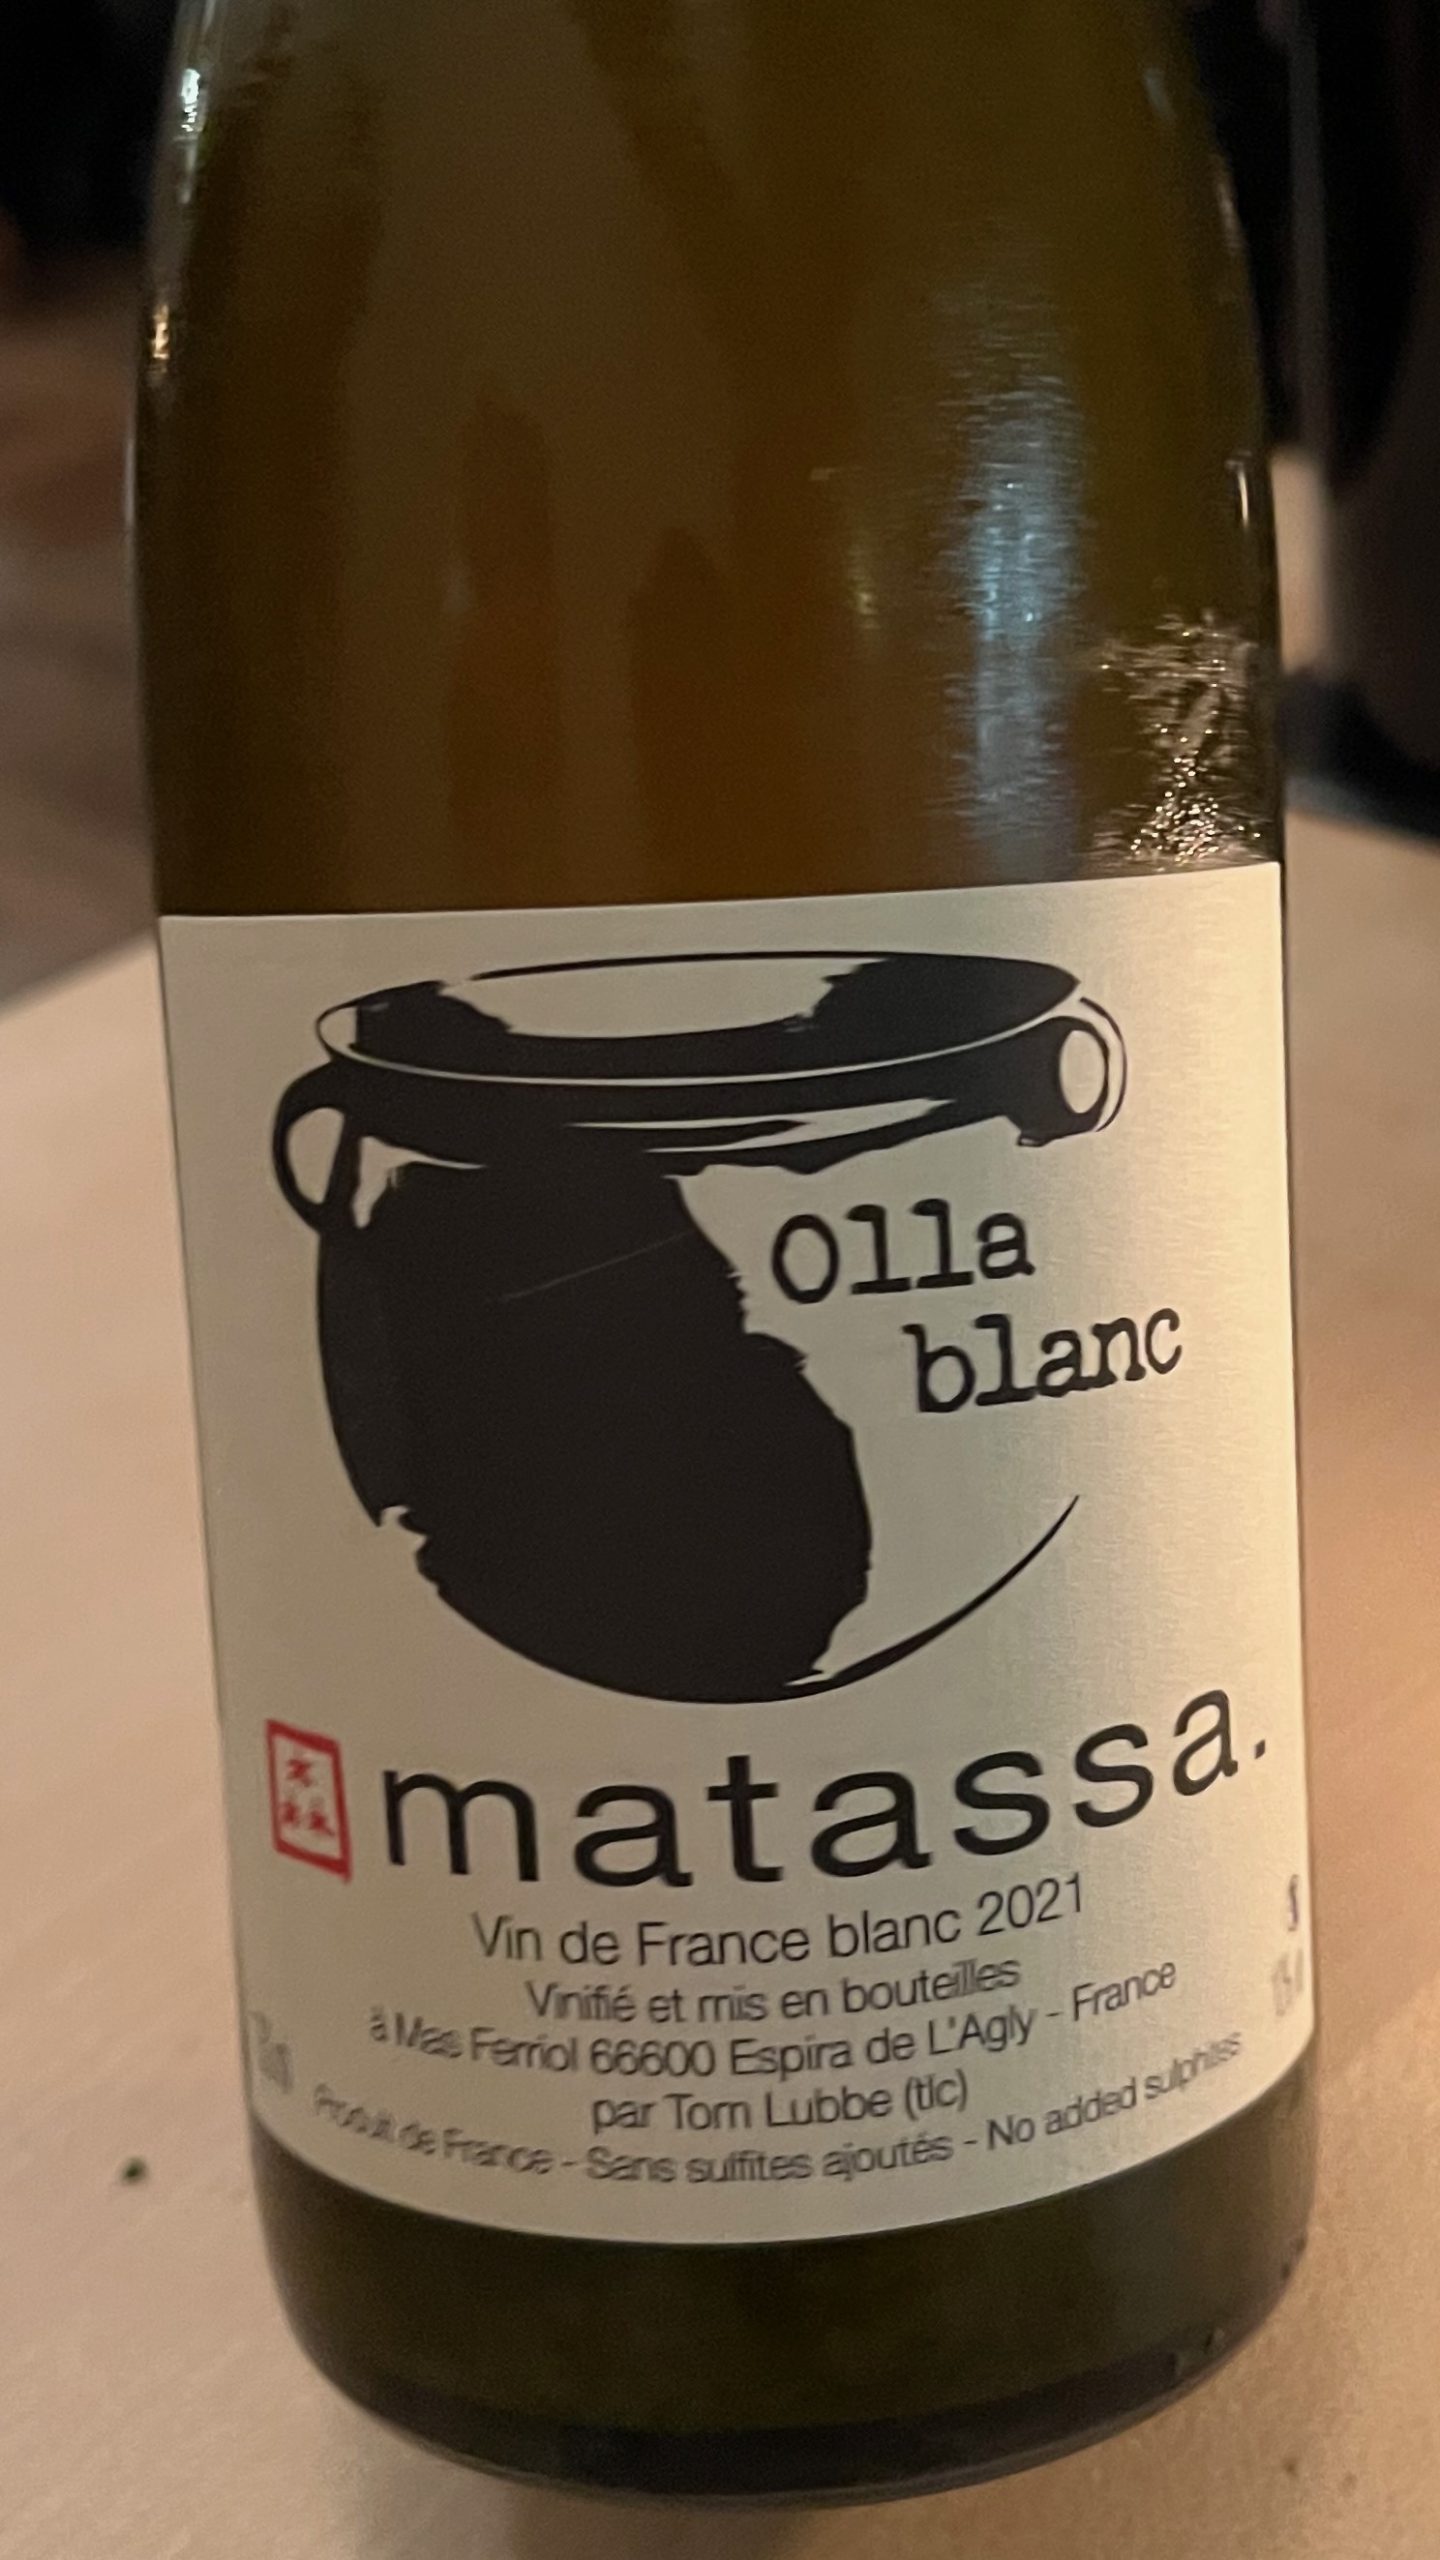 Olla
blanc
matassa.
Vin de France blanc 2021
Vinifié et mis en bouteilles
à Mas Ferriol 66600 Espira de L'Agly - France
par Tom Lubbe (tlc)
Produit de France - Sans sulfites ajoutés - No added sulphites